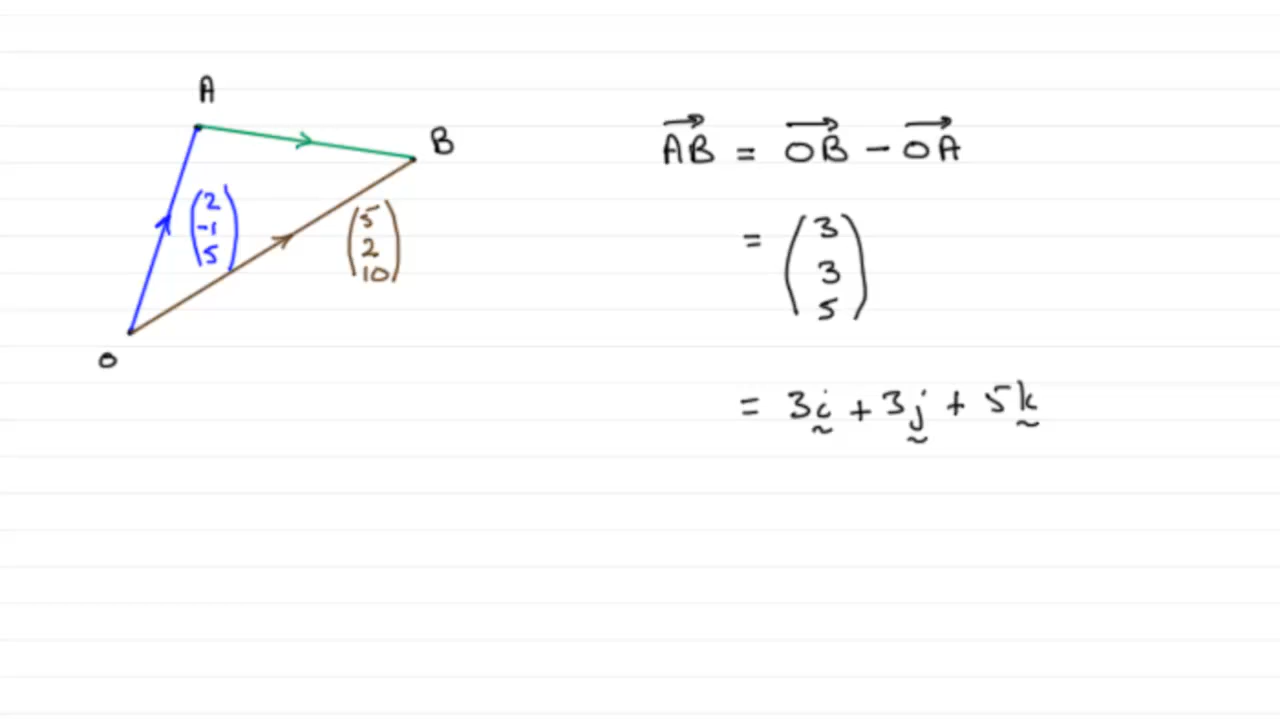 A
B
(2
-1
5)
(5
2
10)
O
AB = OB - OA
= (3
3
5)
= 3i + 3j + 5k